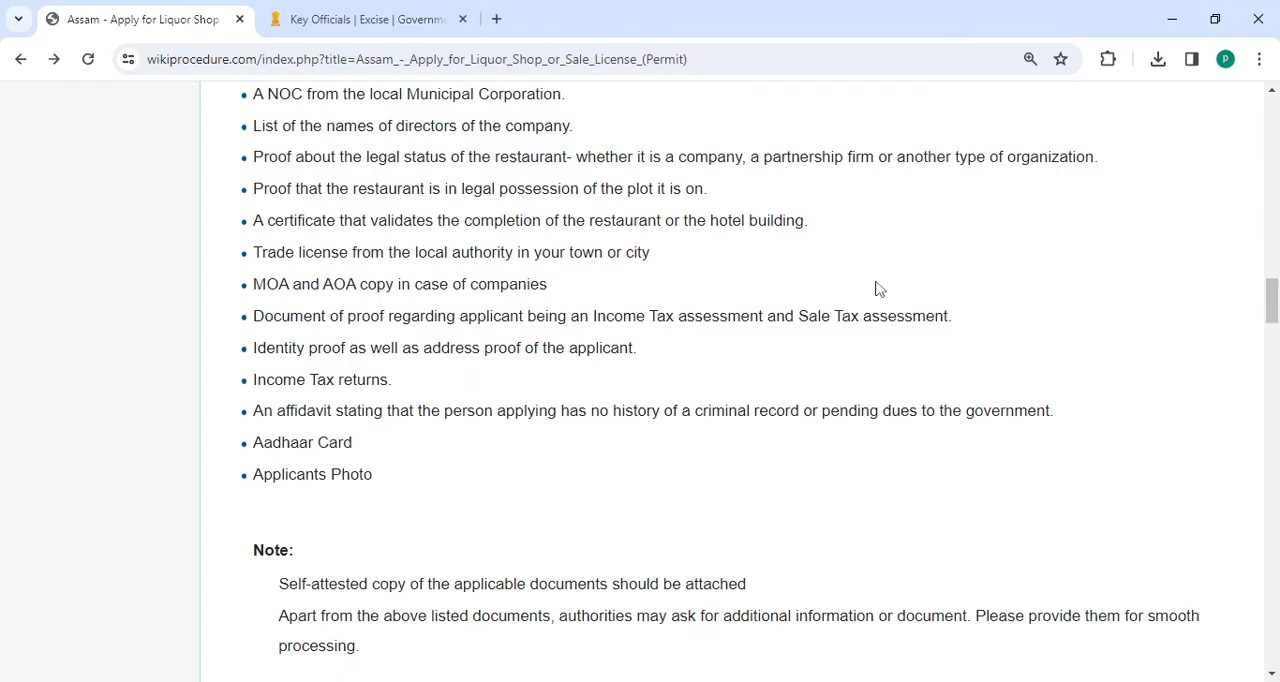 Assam - Apply for Liquor Shop
Key Officials | Excise | Governm
wikiprocedure.com/index.php?title=Assam_-_Apply_for_Liquor_Shop_or_Sale_License_(Permit)
P
• A NOC from the local Municipal Corporation.
• List of the names of directors of the company.
• Proof about the legal status of the restaurant- whether it is a company, a partnership firm or another type of organization.
• Proof that the restaurant is in legal possession of the plot it is on.
• A certificate that validates the completion of the restaurant or the hotel building.
• Trade license from the local authority in your town or city
• MOA and AOA copy in case of companies
• Document of proof regarding applicant being an Income Tax assessment and Sale Tax assessment.
• Identity proof as well as address proof of the applicant.
• Income Tax returns.
• An affidavit stating that the person applying has no history of a criminal record or pending dues to the government.
• Aadhaar Card
• Applicants Photo
Note:
Self-attested copy of the applicable documents should be attached
Apart from the above listed documents, authorities may ask for additional information or document. Please provide them for smooth
processing.